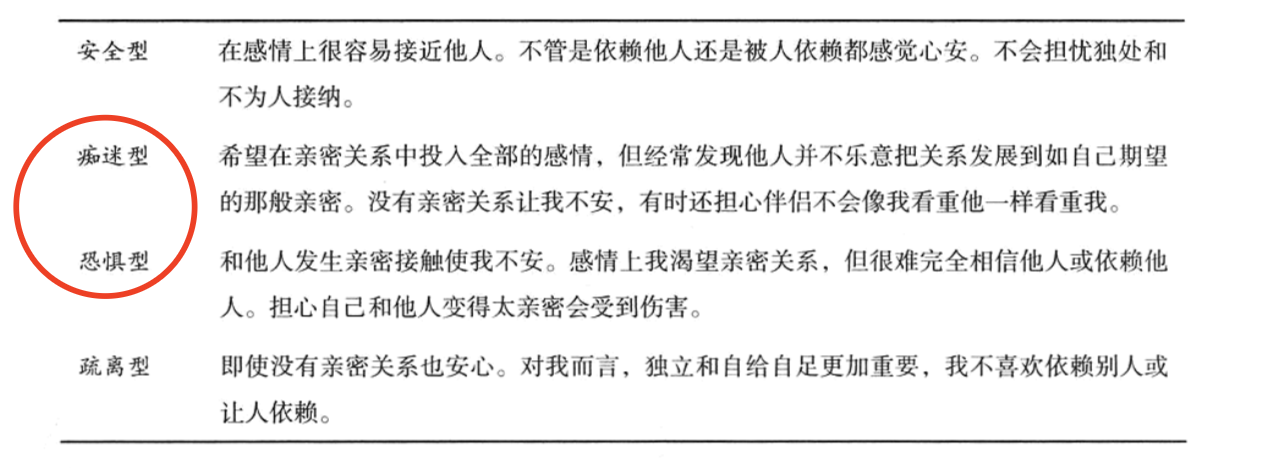 安全型 在感情上很容易接近他人。不管是依赖他人还是被人依赖都感觉心安。不会担忧独处和
不为人接纳。
痴迷型 希望在亲密关系中投入全部的感情，但经常发现他人并不乐意把关系发展到如自己期望
的那般亲密。没有亲密关系让我不安，有时还担心伴侣不会像我看重他一样看重我。
恐惧型 和他人发生亲密接触使我不安。感情上我渴望亲密关系，但很难完全相信他人或依赖他
人。担心自己和他人变得太亲密会受到伤害。
疏离型 即使没有亲密关系也安心。对我而言，独立和自给自足更加重要，我不喜欢依赖别人或
让人依赖。